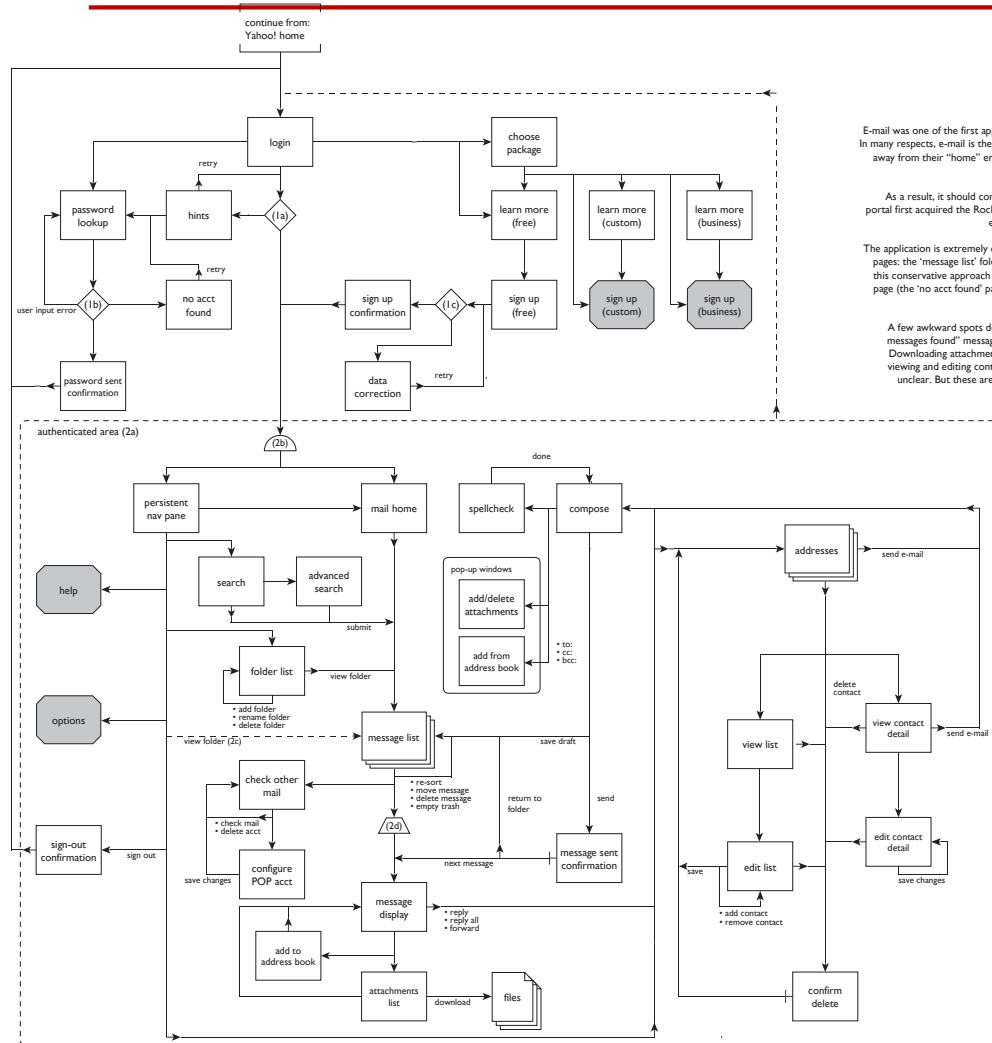 continue from:
Yahoo! home
login
choose
package
retry
password
lookup
hints
(1a)
learn more
(free)
learn more
(custom)
learn more
(business)
retry
(1b)
user input error
no acct
found
sign up
confirmation
(1c)
sign up
(free)
sign up
(custom)
sign up
(business)
password sent
confirmation
data
correction
retry
E-mail was one of the first ap
In many respects, e-mail is the
away from their “home” en
As a result, it should con
portal first acquired the Rock
e
The application is extremely
pages: the ‘message list’ fold
this conservative approach
page (the ‘no acct found’ pa
A few awkward spots d
messages found” messag
Downloading attachmen
viewing and editing cont
unclear. But these are
authenticated area (2a)
(2b)
done
persistent
nav pane
mail home
spellcheck
compose
addresses
send e-mail
help
search
advanced
search
submit
pop-up windows
add/delete
attachments
add from
address book
• to:
• cc:
• bcc:
folder list
view folder
• add folder
• rename folder
• delete folder
options
view folder (2c)
message list
save draft
delete
contact
view list
view contact
detail
send e-mail
check other
mail
• re-sort
• move message
• delete message
• empty trash
return to
folder
send
• check mail
• delete acct
(2d)
sign-out
confirmation
sign out
save changes
configure
POP acct
next message
message sent
confirmation
save
edit list
edit contact
detail
save changes
• add contact
• remove contact
message
display
• reply
• reply all
• forward
add to
address book
attachments
list
download
files
confirm
delete